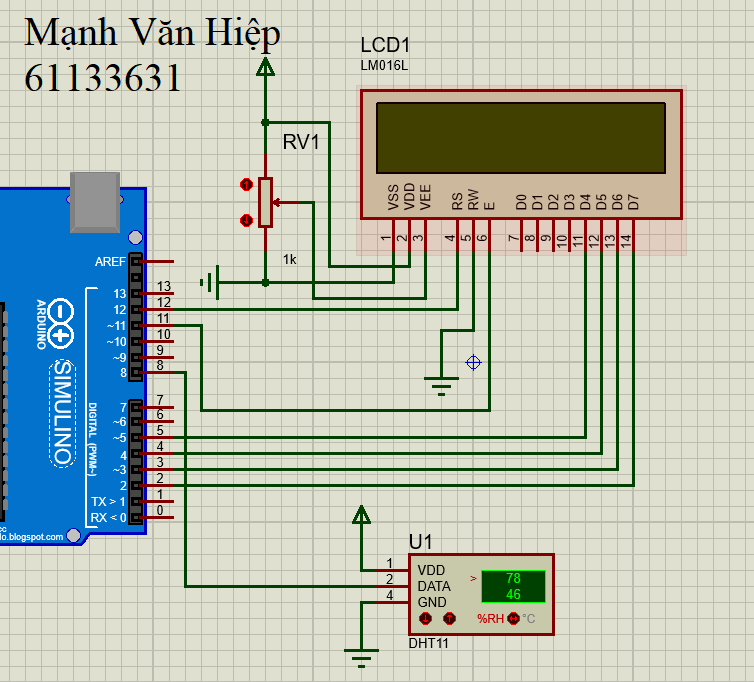 Mạnh Văn Hiệp
61133631
LCD1
LM016L
RV1
1k
VSS
VDD
VEE
RS
RW
E
D0
D1
D2
D3
D4
D5
D6
D7
1
2
3
4
5
6
7
8
9
10
11
12
13
14
AREF
13 13
12 12
~11 11
~10 10
~9 9
8 8
7 7
~6 6
~5 5
4 4
~3 3
2 2
TX > 1 1
RX < 0 0
ARDUINO
SIMULINO
DIGITAL (PWM~)
cc
lo.blogspot.com
U1
1 VDD
2 DATA
4 GND
> 78
46
%RH °C
DHT11